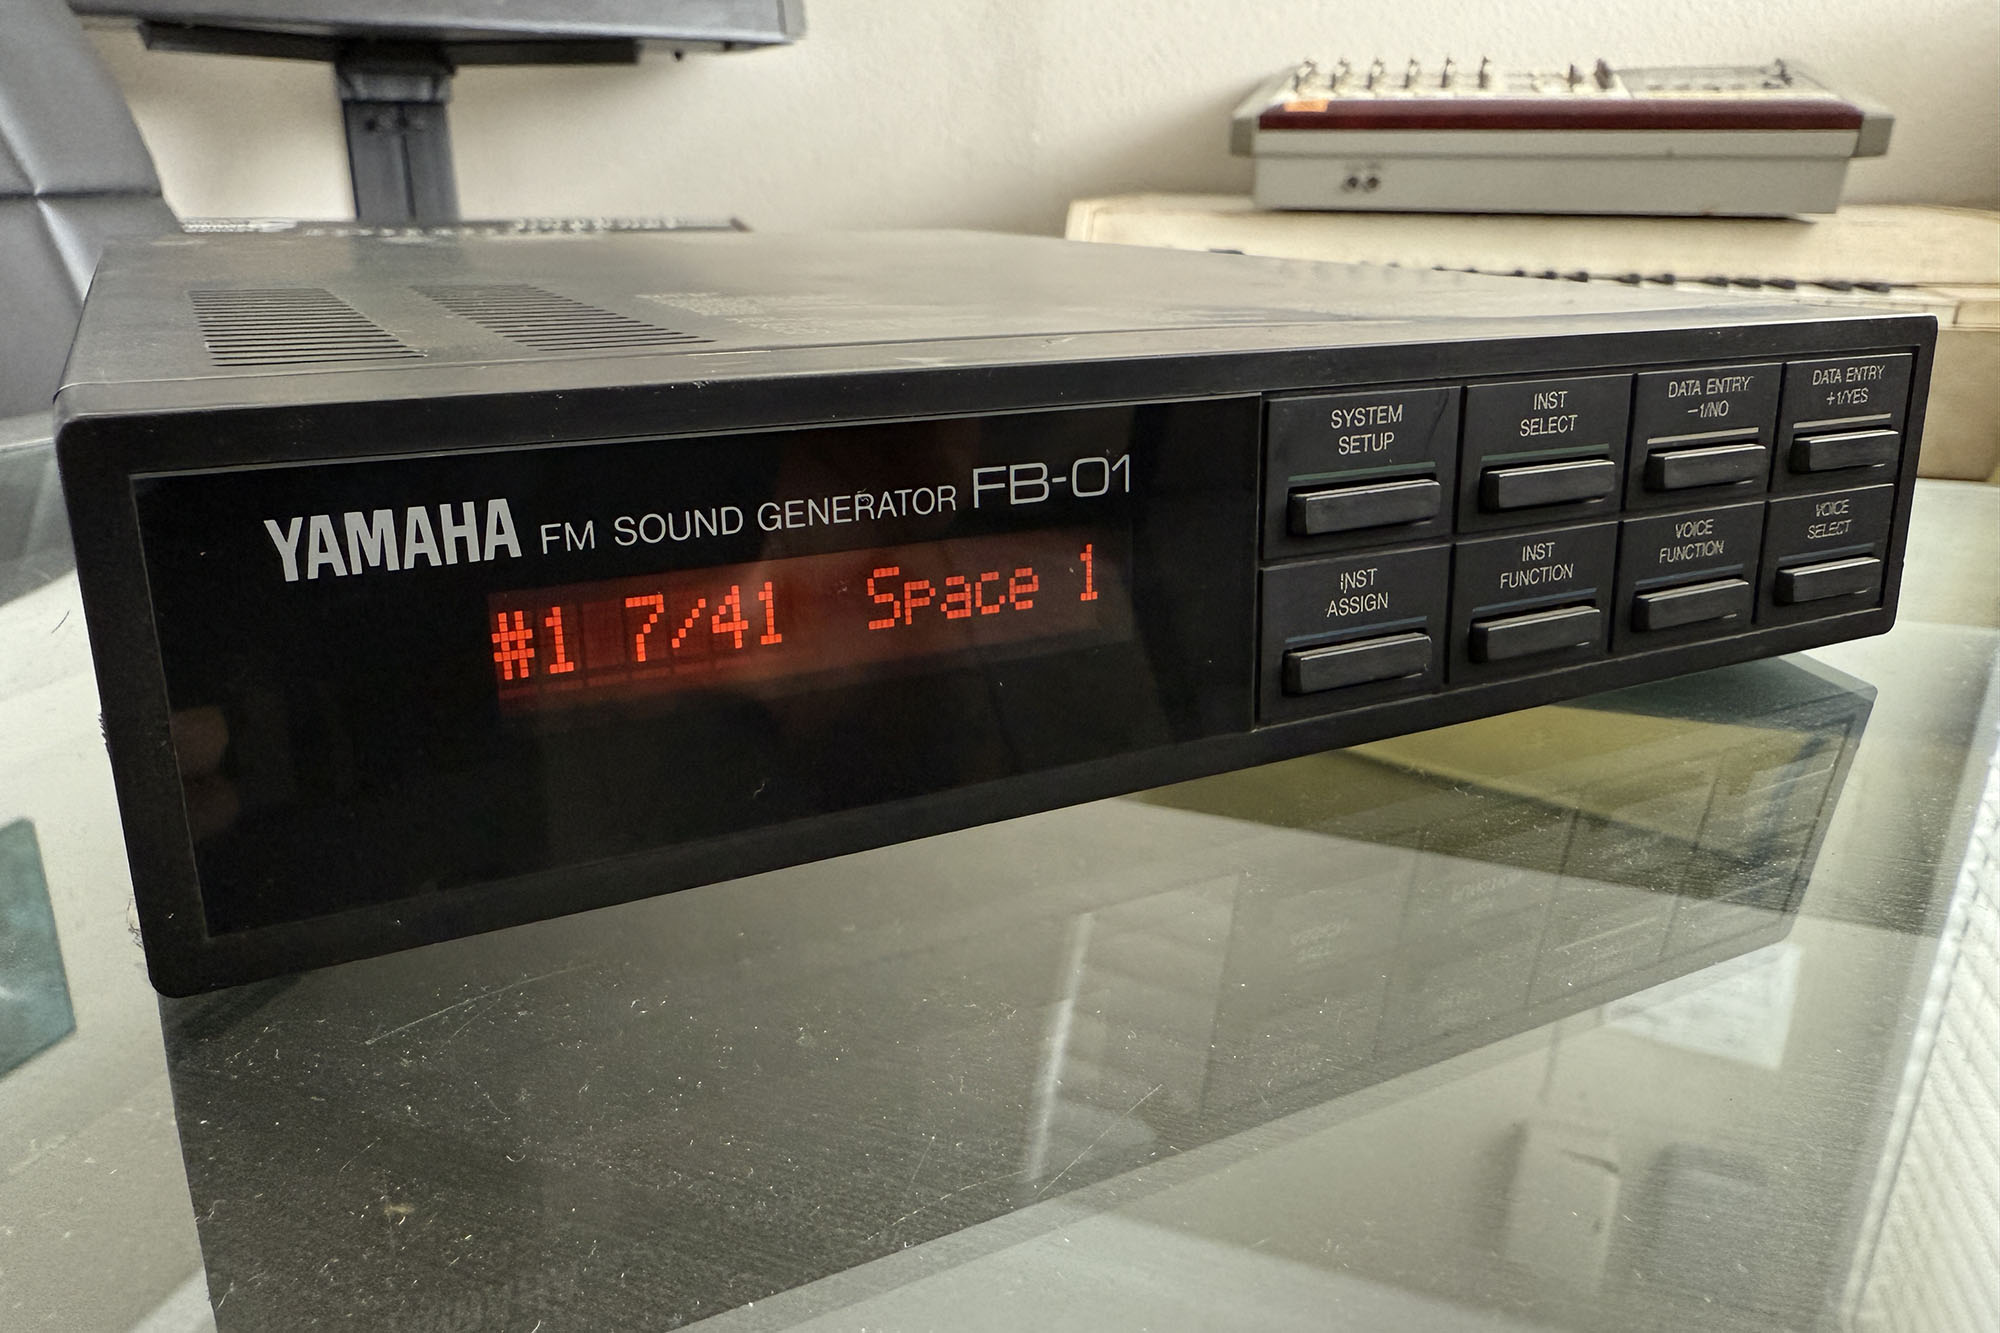 YAMAHA FM SOUND GENERATOR FB-01
#1 7/41 Space 1
SYSTEM
SETUP
INST
SELECT
DATA ENTRY
-1/NO
DATA ENTRY
+1/YES
INST
ASSIGN
INST
FUNCTION
VOICE
FUNCTION
VOICE
SELECT